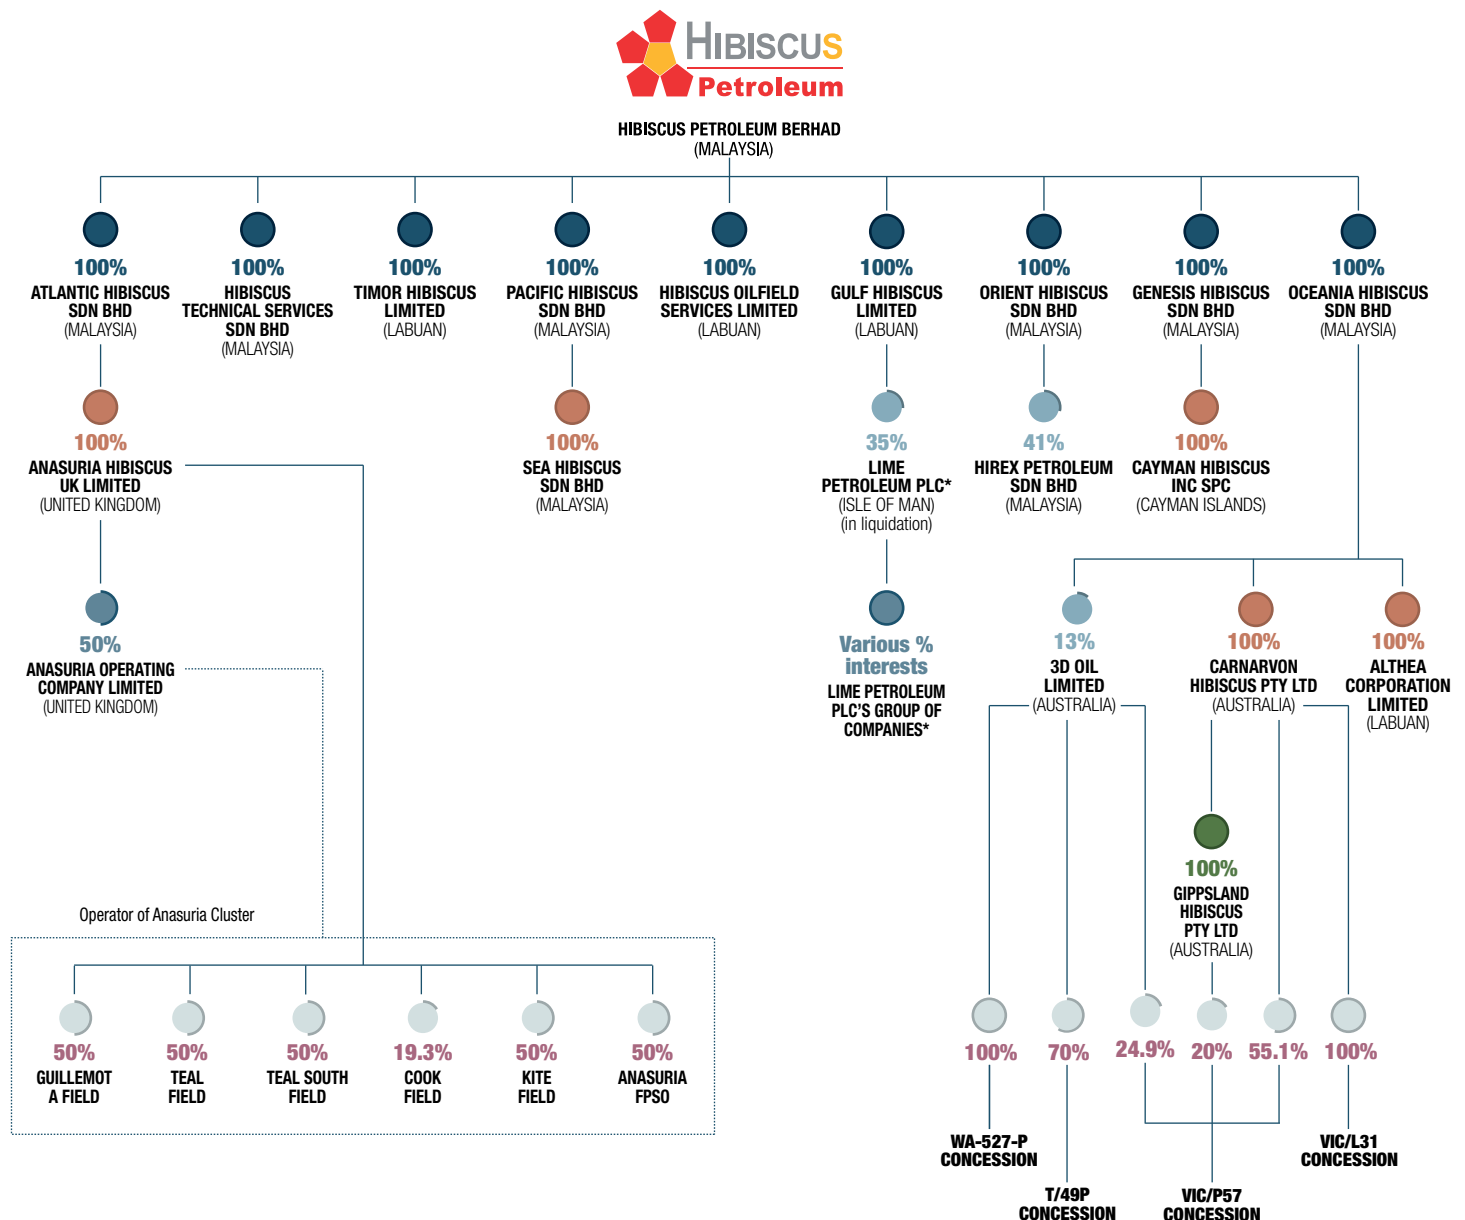 HIBISCUS
Petroleum
HIBISCUS PETROLEUM BERHAD
(MALAYSIA)
100%
ATLANTIC HIBISCUS
SDN BHD
(MALAYSIA)
100%
HIBISCUS
TECHNICAL SERVICES
SDN BHD
(MALAYSIA)
100%
TIMOR HIBISCUS
LIMITED
(LABUAN)
100%
PACIFIC HIBISCUS
SDN BHD
(MALAYSIA)
100%
HIBISCUS OILFIELD
SERVICES LIMITED
(LABUAN)
100%
GULF HIBISCUS
LIMITED
(LABUAN)
100%
ORIENT HIBISCUS
SDN BHD
(MALAYSIA)
100%
GENESIS HIBISCUS
SDN BHD
(MALAYSIA)
100%
OCEANIA HIBISCUS
SDN BHD
(MALAYSIA)
100%
ANASURIA HIBISCUS
UK LIMITED
(UNITED KINGDOM)
100%
SEA HIBISCUS
SDN BHD
(MALAYSIA)
35%
LIME
PETROLEUM PLC*
(ISLE OF MAN)
(in liquidation)
41%
HIREX PETROLEUM
SDN BHD
(MALAYSIA)
100%
CAYMAN HIBISCUS
INC SPC
(CAYMAN ISLANDS)
50%
ANASURIA OPERATING
COMPANY LIMITED
(UNITED KINGDOM)
Various %
interests
LIME PETROLEUM
PLC'S GROUP OF
COMPANIES*
13%
3D OIL
LIMITED
(AUSTRALIA)
100%
CARNARVON
HIBISCUS PTY LTD
(AUSTRALIA)
100%
ALTHEA
CORPORATION
LIMITED
(LABUAN)
100%
GIPPSLAND
HIBISCUS
PTY LTD
(AUSTRALIA)
Operator of Anasuria Cluster
50%
GUILLEMOT
A FIELD
50%
TEAL
FIELD
50%
TEAL SOUTH
FIELD
19.3%
COOK
FIELD
50%
KITE
FIELD
50%
ANASURIA
FPSO
100%
70%
24.9%
20%
55.1%
100%
WA-527-P
CONCESSION
T/49P
CONCESSION
VIC/P57
CONCESSION
VIC/L31
CONCESSION